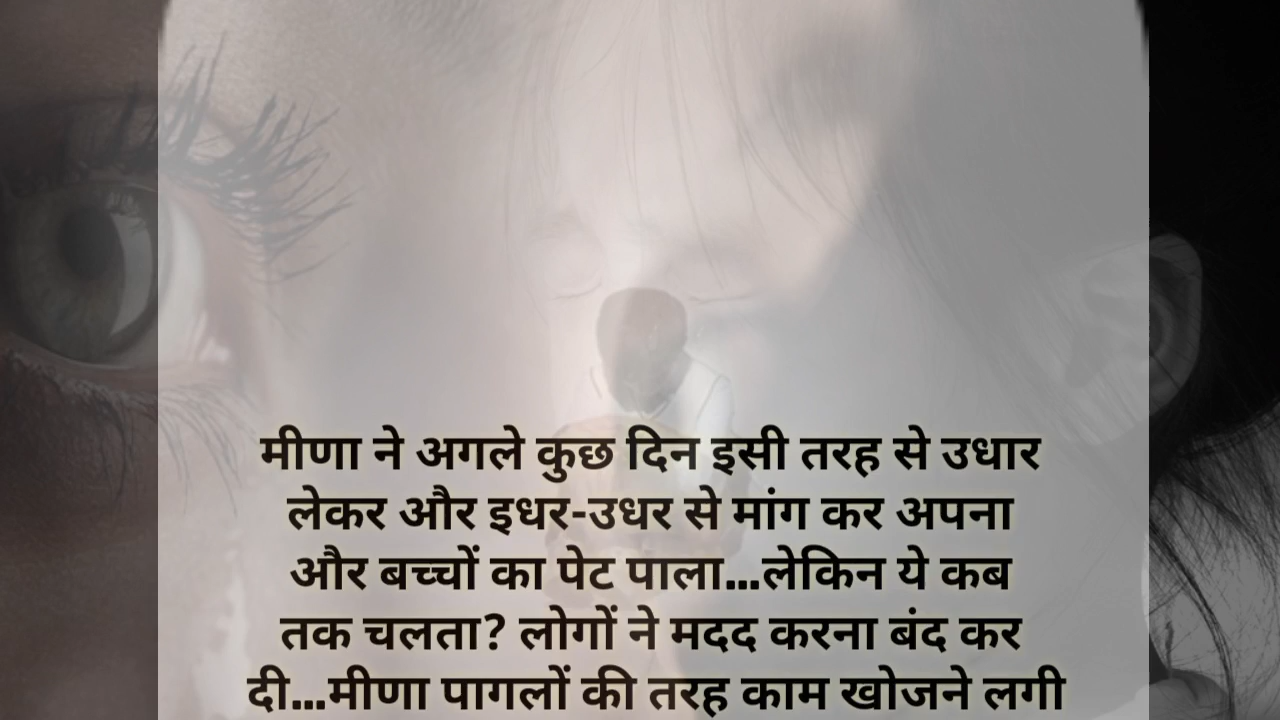 मीणा ने अगले कुछ दिन इसी तरह से उधार
लेकर और इधर-उधर से मांग कर अपना
और बच्चों का पेट पाला...लेकिन ये कब
तक चलता? लोगों ने मदद करना बंद कर
दी...मीणा पागलों की तरह काम खोजने लगी